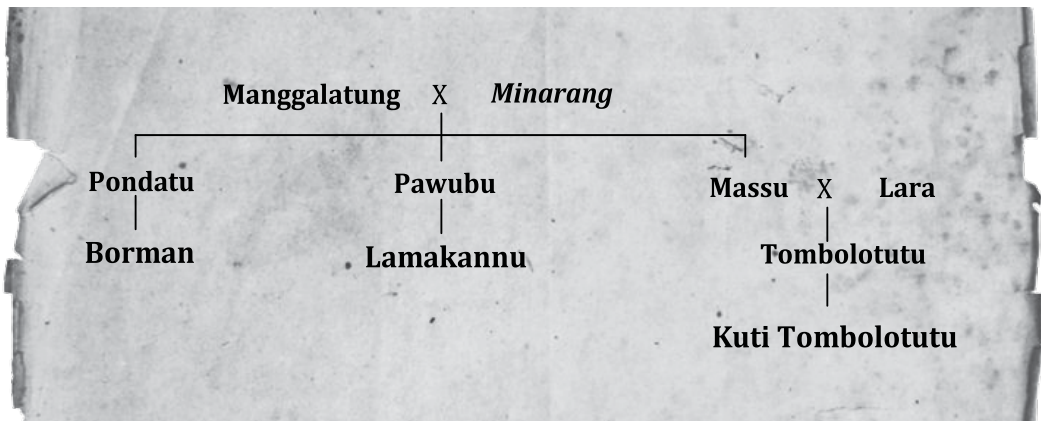 Manggalatung X Minarang
Pondatu Pawubu Massu X Lara
Borman Lamakannu Tombolotutu
Kuti Tombolotutu